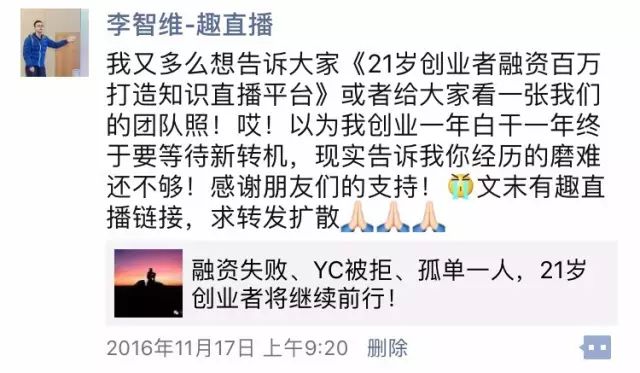 李智维-趣直播
我又多么想告诉大家《21岁创业者融资百万
打造知识直播平台》或者给大家看一张我们
的团队照！哎！以为我创业一年白干一年终
于要等待新转机，现实告诉我你经历的磨难
还不够！感谢朋友们的支持！😭文末有趣直
播链接，求转发扩散🙏🏻🙏🏻🙏🏻
融资失败、YC被拒、孤单一人，21岁
创业者将继续前行！
2016年11月17日 上午9:20 删除